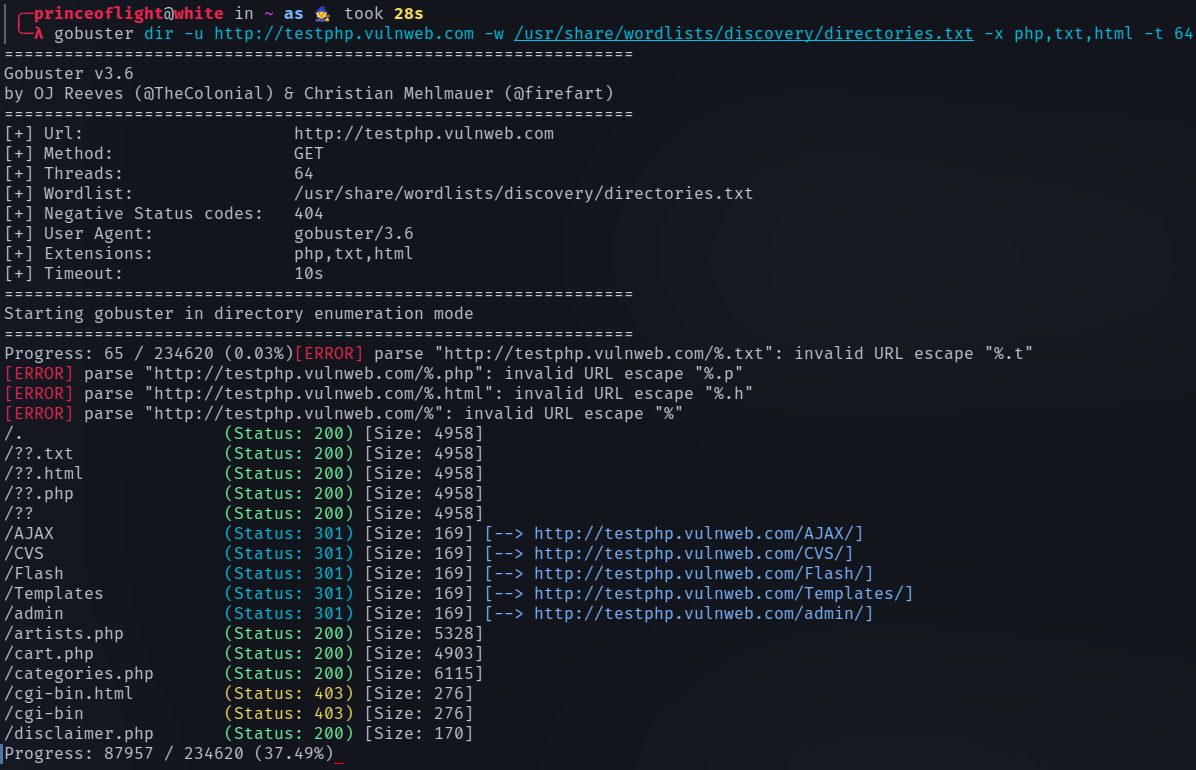 princeoflight@white in ~ as 🧙 took 28s
λ gobuster dir -u http://testphp.vulnweb.com -w /usr/share/wordlists/discovery/directories.txt -x php,txt,html -t 64
===============================================================
Gobuster v3.6
by OJ Reeves (@TheColonial) & Christian Mehlmauer (@firefart)
===============================================================
[+] Url:                     http://testphp.vulnweb.com
[+] Method:                  GET
[+] Threads:                 64
[+] Wordlist:                /usr/share/wordlists/discovery/directories.txt
[+] Negative Status codes:   404
[+] User Agent:              gobuster/3.6
[+] Extensions:              php,txt,html
[+] Timeout:                 10s
===============================================================
Starting gobuster in directory enumeration mode
===============================================================
Progress: 65 / 234620 (0.03%)[ERROR] parse "http://testphp.vulnweb.com/%.txt": invalid URL escape "%.t"
[ERROR] parse "http://testphp.vulnweb.com/%.php": invalid URL escape "%.p"
[ERROR] parse "http://testphp.vulnweb.com/%.html": invalid URL escape "%.h"
[ERROR] parse "http://testphp.vulnweb.com/%": invalid URL escape "%"
/.                    (Status: 200) [Size: 4958]
/??.txt               (Status: 200) [Size: 4958]
/??.html              (Status: 200) [Size: 4958]
/??.php               (Status: 200) [Size: 4958]
/??                   (Status: 200) [Size: 4958]
/AJAX                 (Status: 301) [Size: 169] [--> http://testphp.vulnweb.com/AJAX/]
/CVS                  (Status: 301) [Size: 169] [--> http://testphp.vulnweb.com/CVS/]
/Flash                (Status: 301) [Size: 169] [--> http://testphp.vulnweb.com/Flash/]
/Templates            (Status: 301) [Size: 169] [--> http://testphp.vulnweb.com/Templates/]
/admin                (Status: 301) [Size: 169] [--> http://testphp.vulnweb.com/admin/]
/artists.php          (Status: 200) [Size: 5328]
/cart.php             (Status: 200) [Size: 4903]
/categories.php       (Status: 200) [Size: 6115]
/cgi-bin.html         (Status: 403) [Size: 276]
/cgi-bin              (Status: 403) [Size: 276]
/disclaimer.php       (Status: 200) [Size: 170]
Progress: 87957 / 234620 (37.49%)_